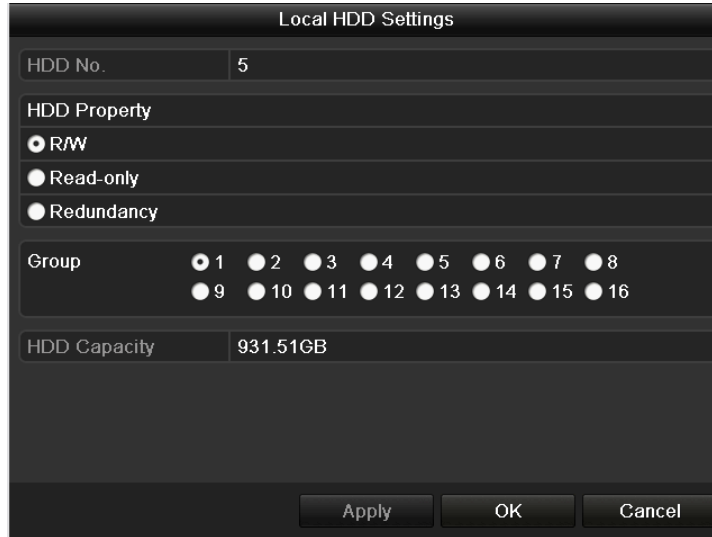 Local HDD Settings
HDD No. 5
HDD Property
R/W
Read-only
Redundancy
Group 1 2 3 4 5 6 7 8
9 10 11 12 13 14 15 16
HDD Capacity 931.51GB
Apply OK Cancel